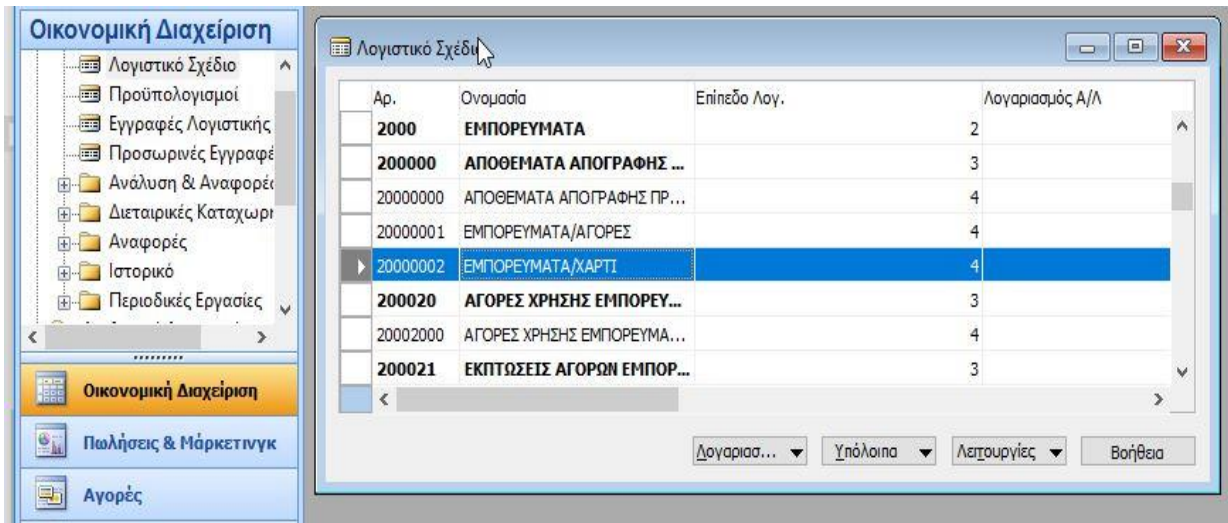 Οικονομική Διαχείριση
Λογιστικό Σχέδιο
Προϋπολογισμοί
Εγγραφές Λογιστικής
Προσωρινές Εγγραφέ
Ανάλυση & Αναφορές
Διεταιρικές Καταχωρη
Αναφορές
Ιστορικό
Περιοδικές Εργασίες
Οικονομική Διαχείριση
Πωλήσεις & Μάρκετινγκ
Αγορές
Λογιστικό Σχέδιο
Αρ. Ονομασία Επίπεδο Λογ. Λογαριασμός Α/Λ
2000 ΕΜΠΟΡΕΥΜΑΤΑ 2
200000 ΑΠΟΘΕΜΑΤΑ ΑΠΟΓΡΑΦΗΣ ... 3
20000000 ΑΠΟΘΕΜΑΤΑ ΑΠΟΓΡΑΦΗΣ ΠΡ... 4
20000001 ΕΜΠΟΡΕΥΜΑΤΑ/ΑΓΟΡΕΣ 4
20000002 ΕΜΠΟΡΕΥΜΑΤΑ/ΧΑΡΤΙ 4
200020 ΑΓΟΡΕΣ ΧΡΗΣΗΣ ΕΜΠΟΡΕΥ... 3
20002000 ΑΓΟΡΕΣ ΧΡΗΣΗΣ ΕΜΠΟΡΕΥΜΑ... 4
200021 ΕΚΠΤΩΣΕΙΣ ΑΓΟΡΩΝ ΕΜΠΟΡ... 3
Λογαριασ... Υπόλοιπα Λειτουργίες Βοήθεια